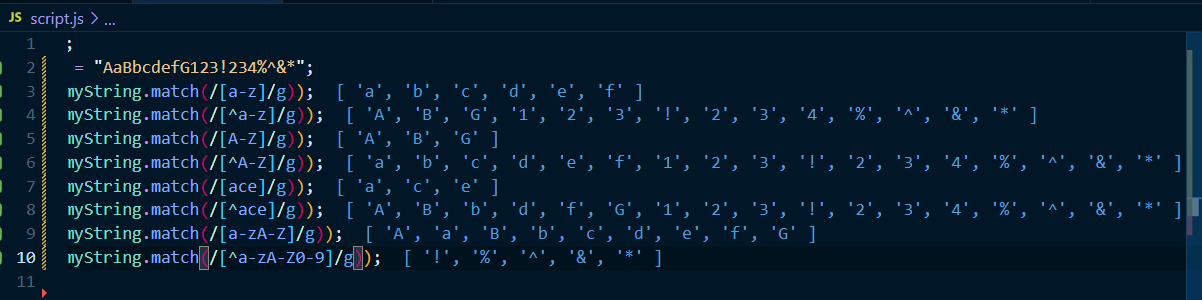 JS script.js > ...
1 ;
2 = "AaBbcdefG123!234%^&*";
3 myString.match(/[a-z]/g)); [ 'a', 'b', 'c', 'd', 'e', 'f' ]
4 myString.match(/[^a-z]/g)); [ 'A', 'B', 'G', '1', '2', '3', '!', '2', '3', '4', '%', '^', '&', '*' ]
5 myString.match(/[A-Z]/g)); [ 'A', 'B', 'G' ]
6 myString.match(/[^A-Z]/g)); [ 'a', 'b', 'c', 'd', 'e', 'f', '1', '2', '3', '!', '2', '3', '4', '%', '^', '&', '*' ]
7 myString.match(/[ace]/g)); [ 'a', 'c', 'e' ]
8 myString.match(/[^ace]/g)); [ 'A', 'B', 'b', 'd', 'f', 'G', '1', '2', '3', '!', '2', '3', '4', '%', '^', '&', '*' ]
9 myString.match(/[a-zA-Z]/g)); [ 'A', 'a', 'B', 'b', 'c', 'd', 'e', 'f', 'G' ]
10 myString.match(/[^a-zA-Z0-9]/g)); [ '!', '%', '^', '&', '*' ]
11